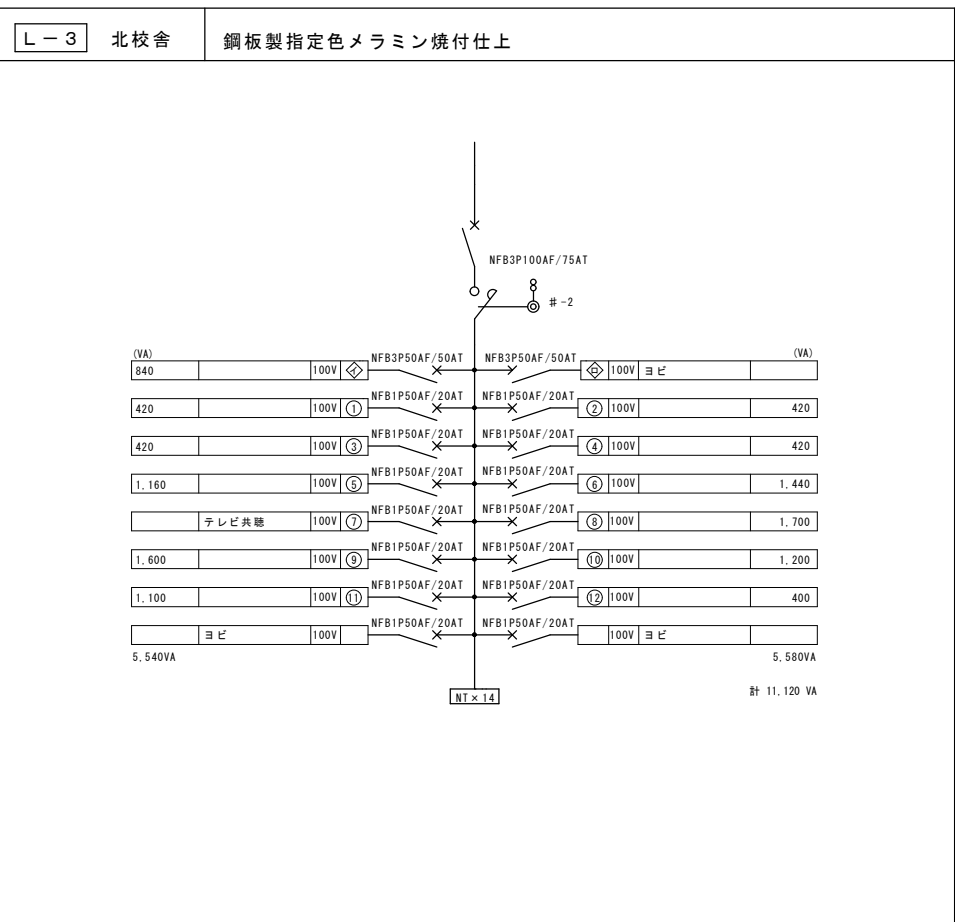 L－3 北校舎 鋼板製指定色メラミン焼付仕上
NFB3P100AF/75AT
♯-2
(VA) (VA)
840 100V イ NFB3P50AF/50AT NFB3P50AF/50AT ロ 100V ヨビ
420 100V ① NFB1P50AF/20AT NFB1P50AF/20AT ② 100V 420
420 100V ③ NFB1P50AF/20AT NFB1P50AF/20AT ④ 100V 420
1,160 100V ⑤ NFB1P50AF/20AT NFB1P50AF/20AT ⑥ 100V 1,440
テレビ共聴 100V ⑦ NFB1P50AF/20AT NFB1P50AF/20AT ⑧ 100V 1,700
1,600 100V ⑨ NFB1P50AF/20AT NFB1P50AF/20AT ⑩ 100V 1,200
1,100 100V ⑪ NFB1P50AF/20AT NFB1P50AF/20AT ⑫ 100V 400
ヨビ 100V NFB1P50AF/20AT NFB1P50AF/20AT 100V ヨビ
5,540VA 5,580VA
NT×14 計 11,120 VA